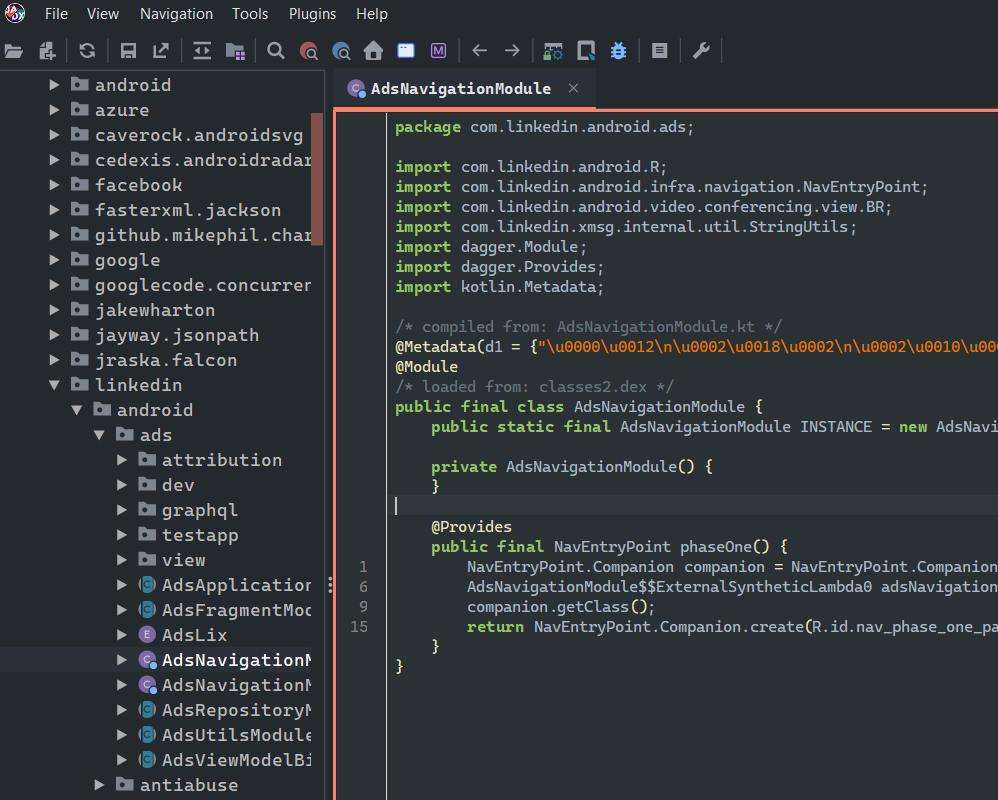 File View Navigation Tools Plugins Help
android
azure
caverock.androidsvg
cedexis.androidradar
facebook
fasterxml.jackson
github.mikephil.char
google
googlecode.concurrer
jakewharton
jayway.jsonpath
jraska.falcon
linkedin
android
ads
attribution
dev
graphql
testapp
view
AdsApplication
AdsFragmentMod
AdsLix
AdsNavigationM
AdsNavigationM
AdsRepositoryM
AdsUtilsModule
AdsViewModelBi
antiabuse
AdsNavigationModule
package com.linkedin.android.ads;
import com.linkedin.android.R;
import com.linkedin.android.infra.navigation.NavEntryPoint;
import com.linkedin.android.video.conferencing.view.BR;
import com.linkedin.xmsg.internal.util.StringUtils;
import dagger.Module;
import dagger.Provides;
import kotlin.Metadata;
/* compiled from: AdsNavigationModule.kt */
@Metadata(d1 = {"\u0000\u0012\n\u0002\u0018\u0002\n\u0002\u0010\u00
@Module
/* loaded from: classes2.dex */
public final class AdsNavigationModule {
public static final AdsNavigationModule INSTANCE = new AdsNavi
private AdsNavigationModule() {
}
@Provides
public final NavEntryPoint phaseOne() {
1 NavEntryPoint.Companion companion = NavEntryPoint.Companion
6 AdsNavigationModule$$ExternalSyntheticLambda0 adsNavigation
9 companion.getClass();
15 return NavEntryPoint.Companion.create(R.id.nav_phase_one_pa
}
}